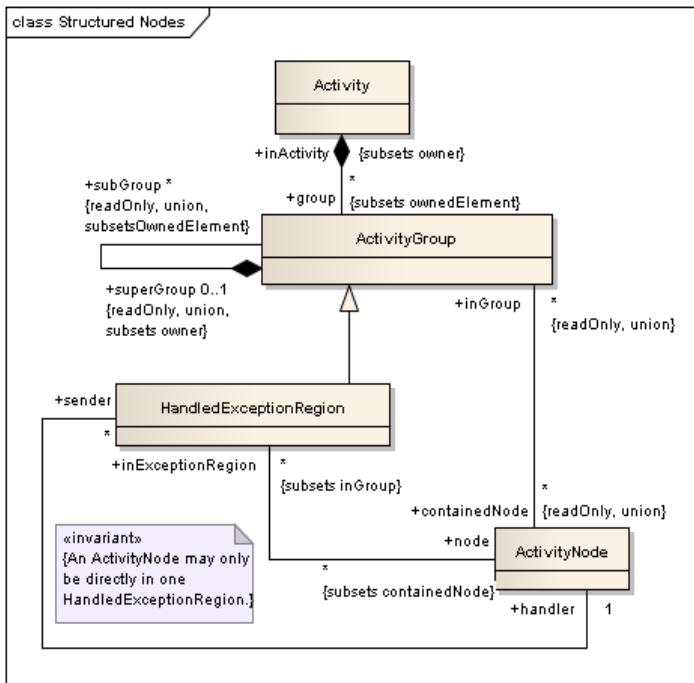 class Structured Nodes
Activity
+inActivity
{subsets owner}
*
+group
{subsets ownedElement}
+subGroup *
{readOnly, union,
subsetsOwnedElement}
ActivityGroup
+superGroup 0..1
{readOnly, union,
subsets owner}
+inGroup
*
{readOnly, union}
+sender
*
HandledExceptionRegion
+inExceptionRegion
*
{subsets inGroup}
*
+containedNode
{readOnly, union}
+node
ActivityNode
*
{subsets containedNode}
«invariant»
{An ActivityNode may only
be directly in one
HandledExceptionRegion.}
+handler
1